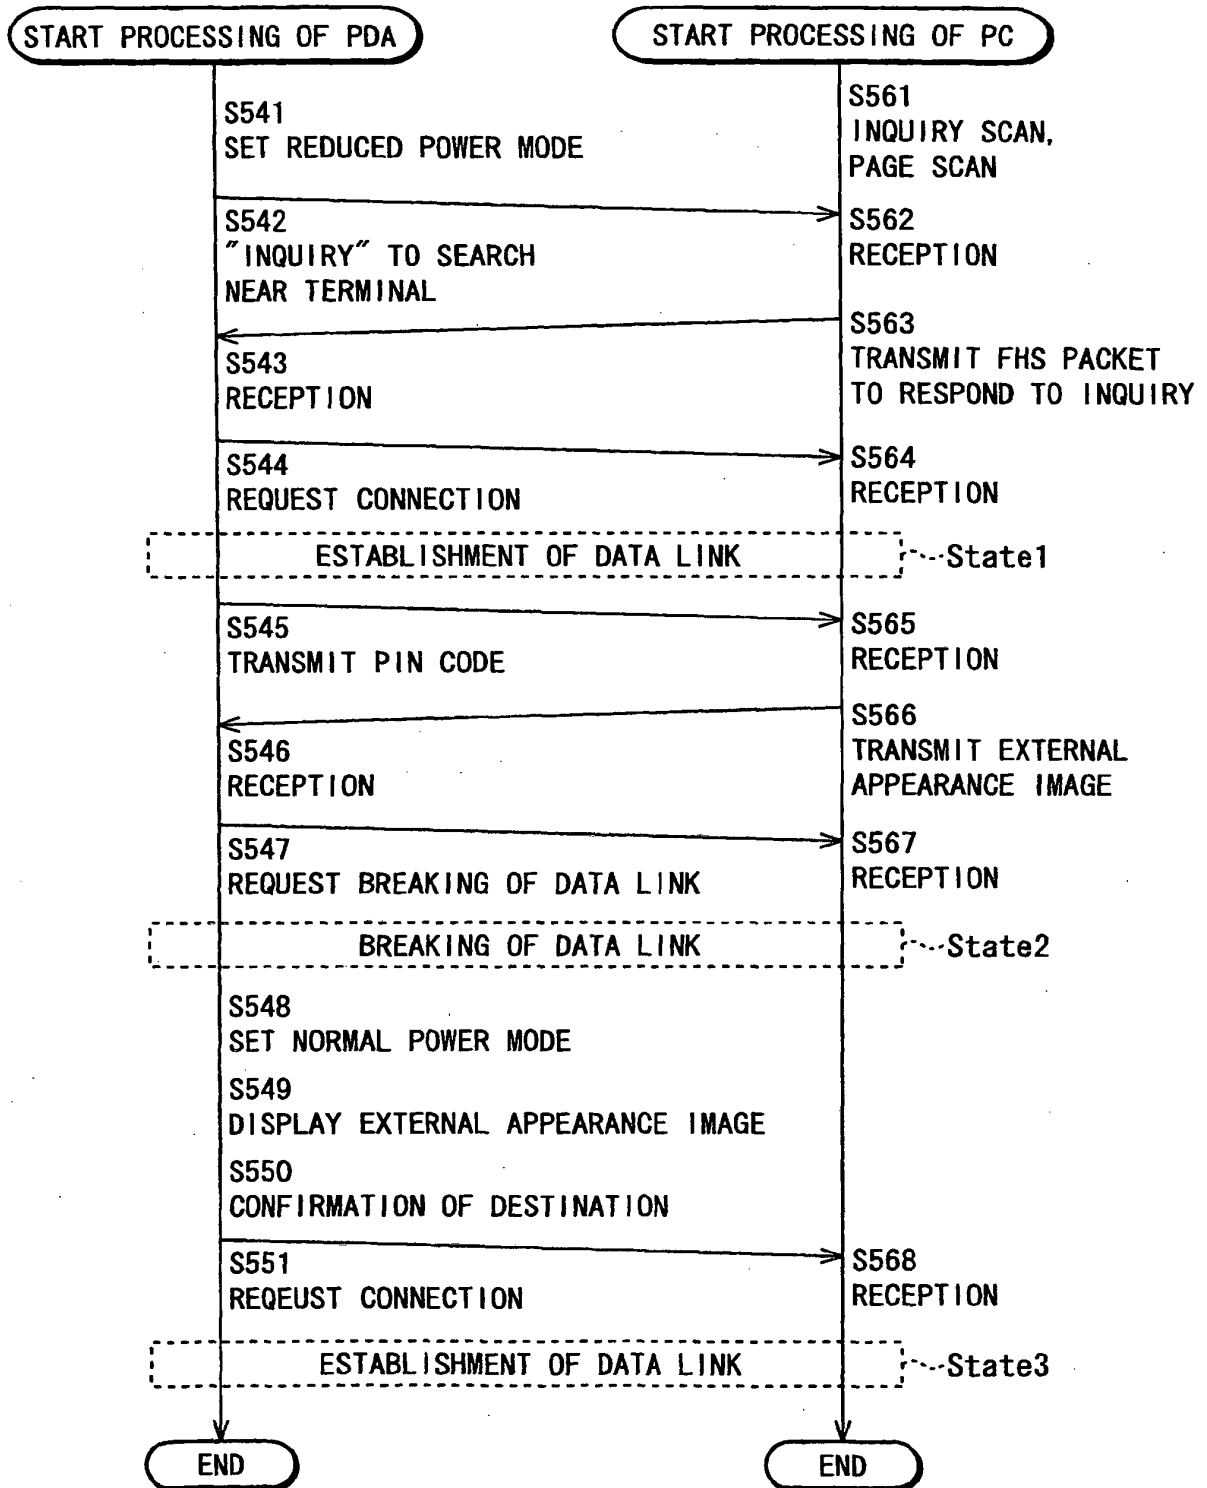 START PROCESSING OF PDA
START PROCESSING OF PC
S541
SET REDUCED POWER MODE
S561
INQUIRY SCAN,
PAGE SCAN
S542
"INQUIRY" TO SEARCH
NEAR TERMINAL
S562
RECEPTION
S543
RECEPTION
S563
TRANSMIT FHS PACKET
TO RESPOND TO INQUIRY
S544
REQUEST CONNECTION
S564
RECEPTION
ESTABLISHMENT OF DATA LINK
State1
S545
TRANSMIT PIN CODE
S565
RECEPTION
S546
RECEPTION
S566
TRANSMIT EXTERNAL
APPEARANCE IMAGE
S547
REQUEST BREAKING OF DATA LINK
S567
RECEPTION
BREAKING OF DATA LINK
State2
S548
SET NORMAL POWER MODE
S549
DISPLAY EXTERNAL APPEARANCE IMAGE
S550
CONFIRMATION OF DESTINATION
S551
REQEUST CONNECTION
S568
RECEPTION
ESTABLISHMENT OF DATA LINK
State3
END
END